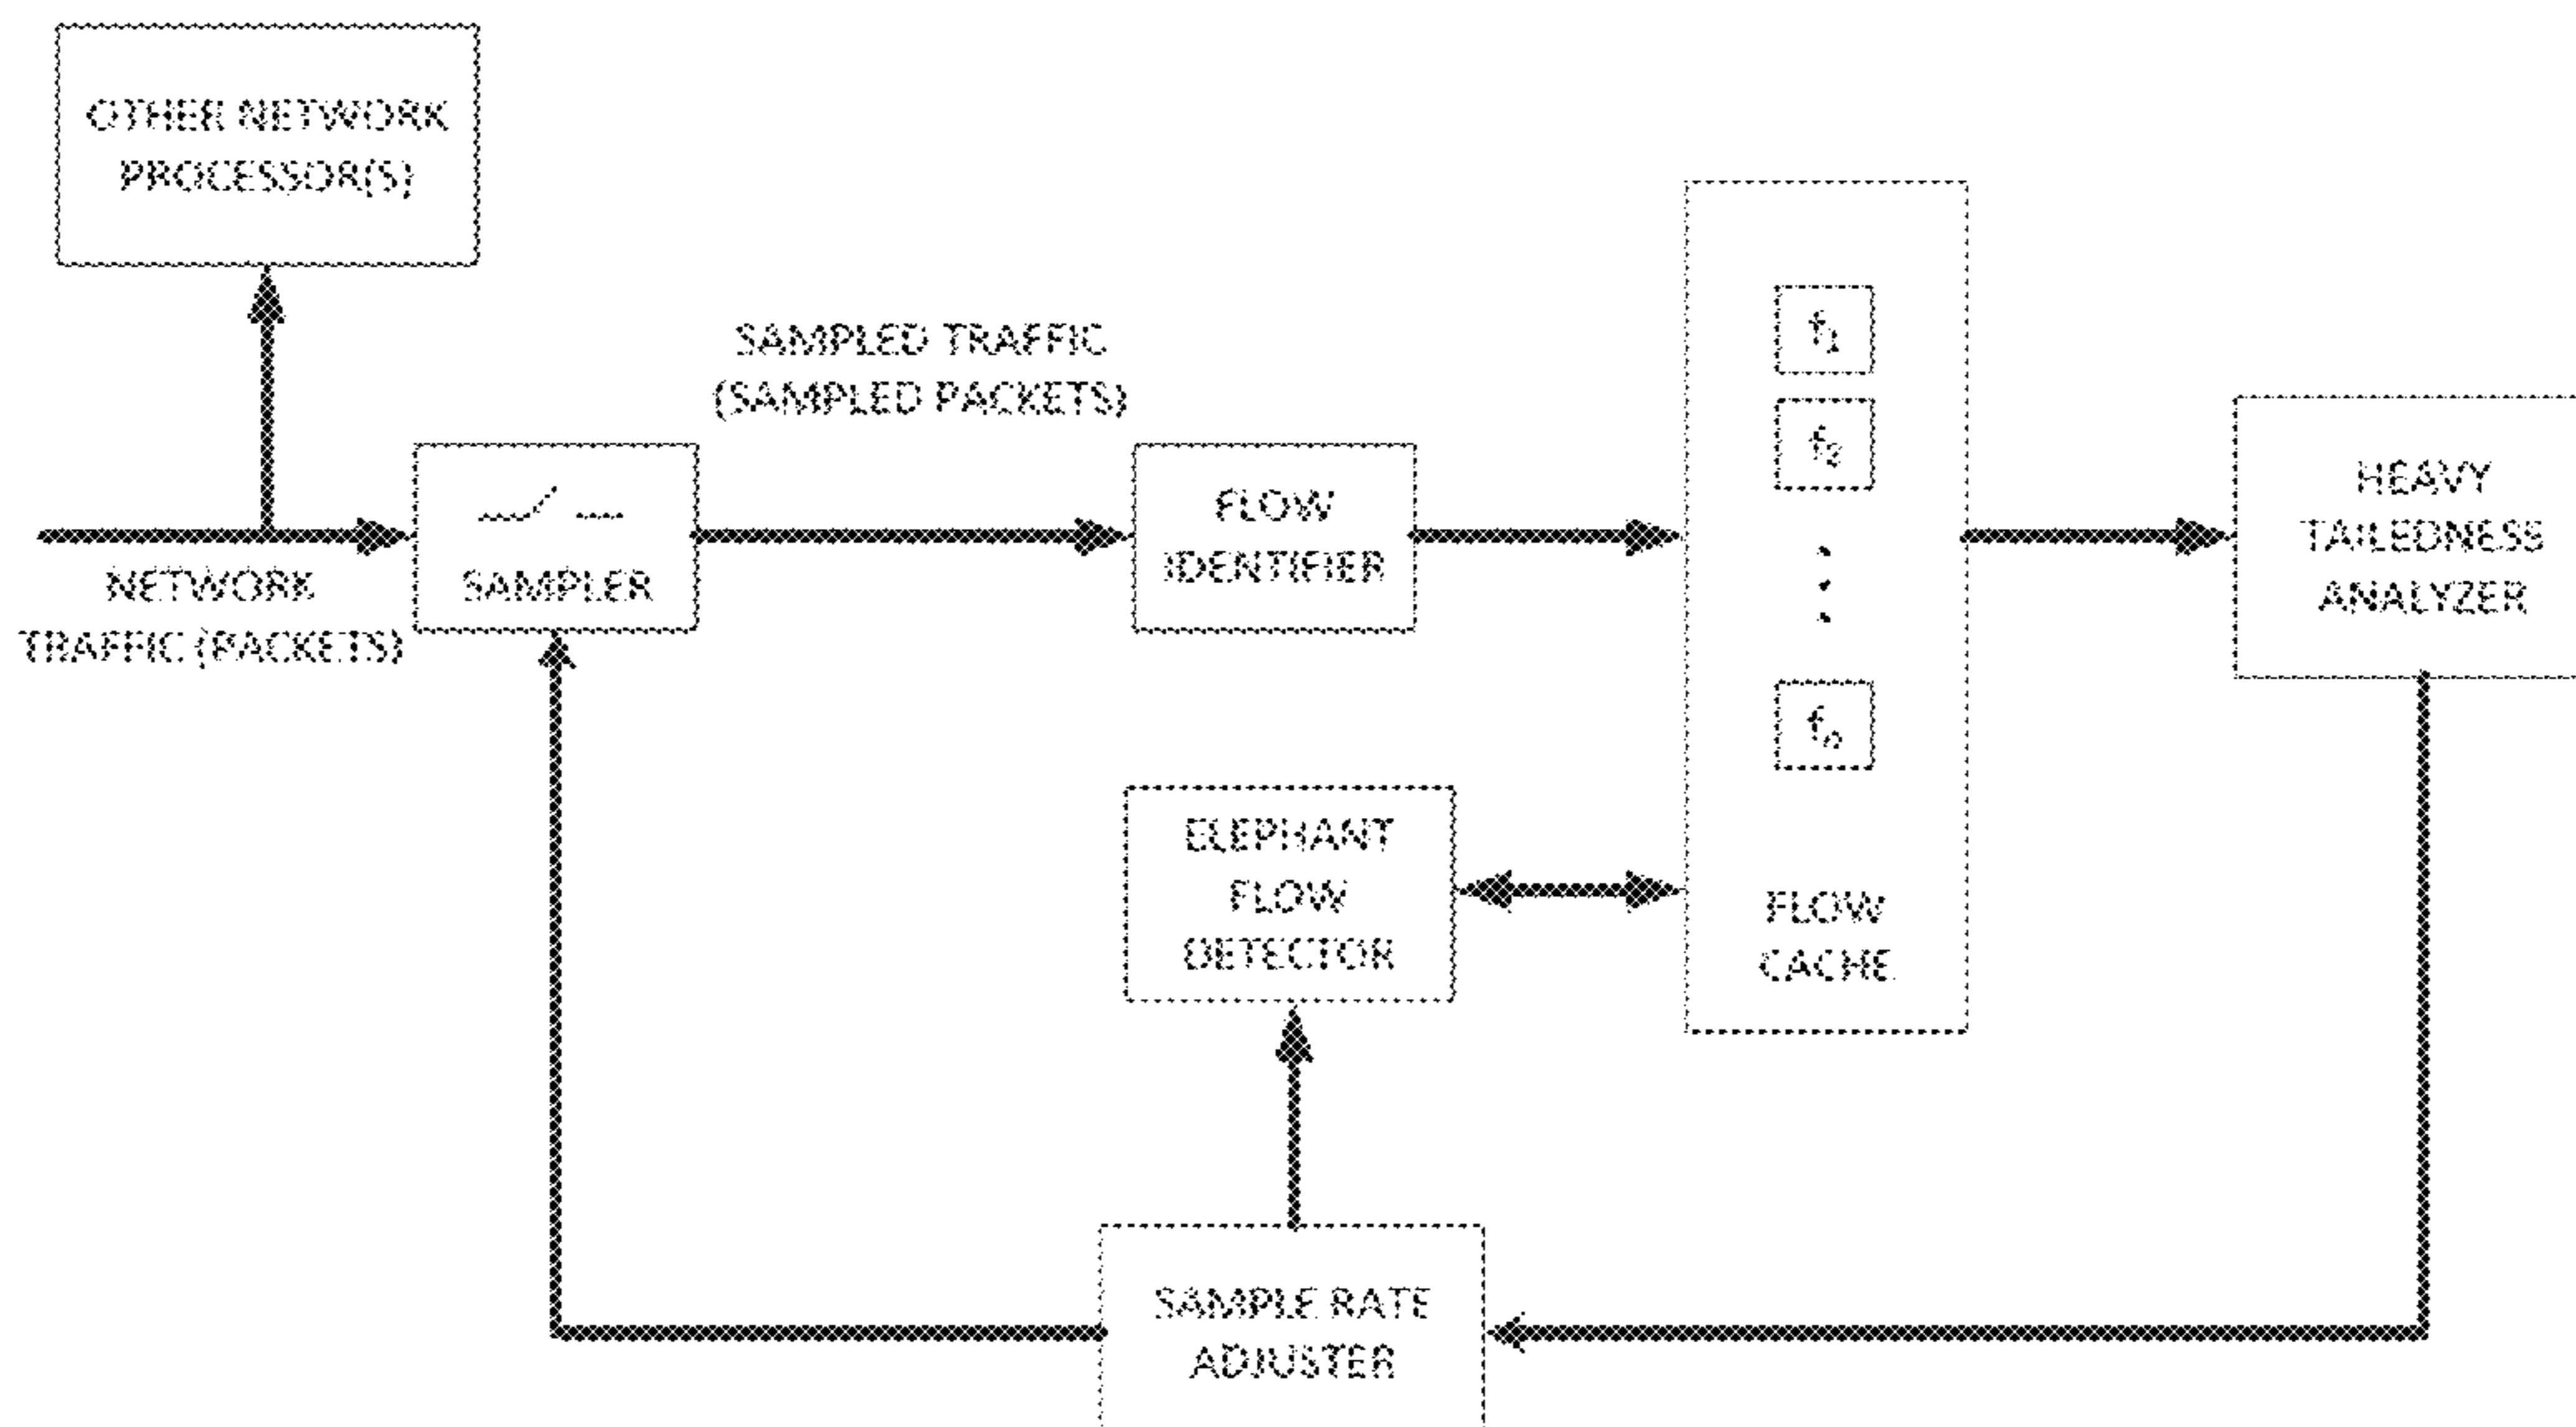 OTHER NETWORK
PROCESSOR(S)
SAMPLED TRAFFIC
(SAMPLED PACKETS)
NETWORK
TRAFFIC (PACKETS)
SAMPLER
FLOW
IDENTIFIER
f₁
f₂
fₙ
FLOW
CACHE
HEAVY
TAILEDNESS
ANALYZER
ELEPHANT
FLOW
DETECTOR
SAMPLE RATE
ADJUSTER